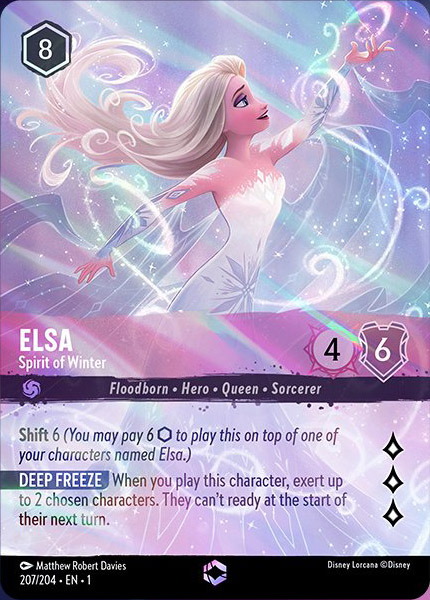 8
ELSA
Spirit of Winter
4
6
Floodborn • Hero • Queen • Sorcerer
Shift 6 (You may pay 6 to play this on top of one of
your characters named Elsa.)
DEEP FREEZE When you play this character, exert up
to 2 chosen characters. They can't ready at the start of
their next turn.
Matthew Robert Davies
Disney Lorcana ©Disney
207/204 • EN • 1